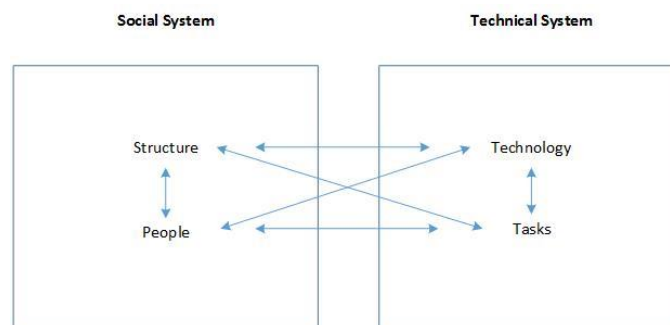 Social System
Technical System
Structure
Technology
People
Tasks